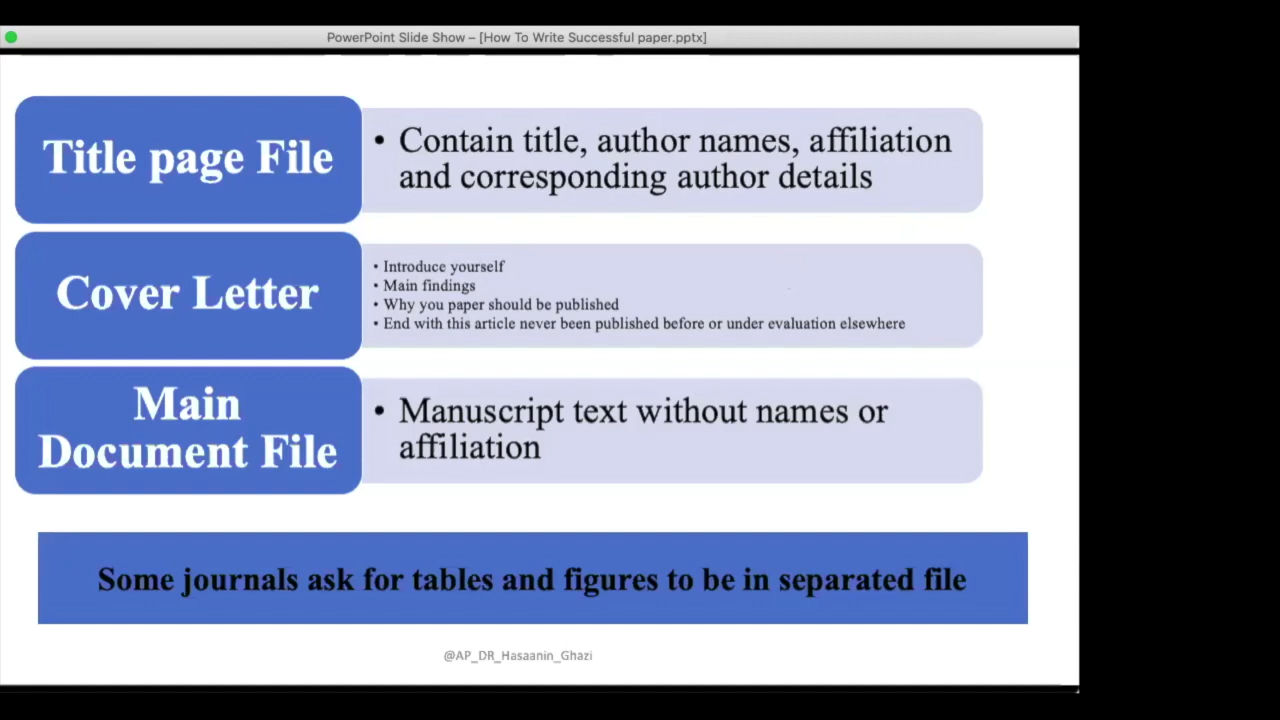 PowerPoint Slide Show – [How To Write Successful paper.pptx]
Title page File
• Contain title, author names, affiliation
and corresponding author details
Cover Letter
• Introduce yourself
• Main findings
• Why you paper should be published
• End with this article never been published before or under evaluation elsewhere
Main
Document File
• Manuscript text without names or
affiliation
Some journals ask for tables and figures to be in separated file
@AP_DR_Hasaanin_Ghazi